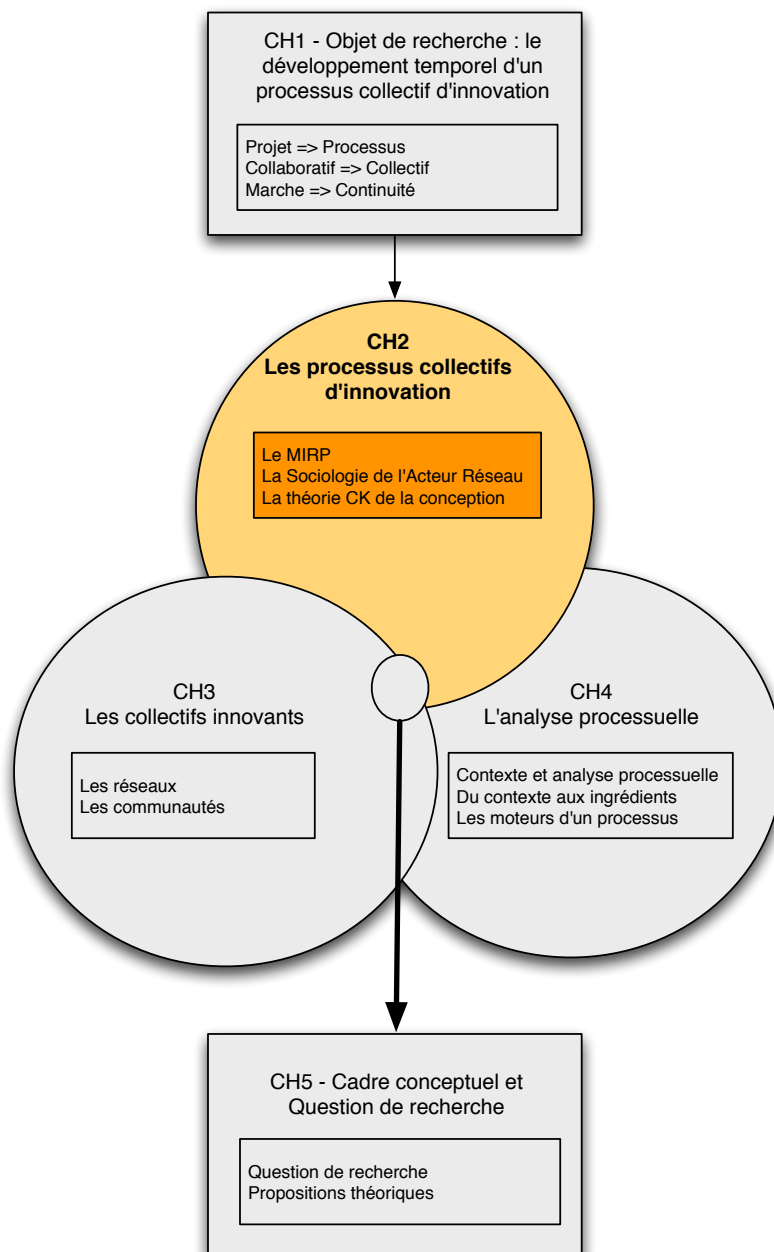 CH1 - Objet de recherche : le
développement temporel d'un
processus collectif d'innovation
Projet => Processus
Collaboratif => Collectif
Marche => Continuité
CH2
Les processus collectifs
d'innovation
Le MIRP
La Sociologie de l'Acteur Réseau
La théorie CK de la conception
CH3
Les collectifs innovants
Les réseaux
Les communautés
CH4
L'analyse processuelle
Contexte et analyse processuelle
Du contexte aux ingrédients
Les moteurs d'un processus
CH5 - Cadre conceptuel et
Question de recherche
Question de recherche
Propositions théoriques